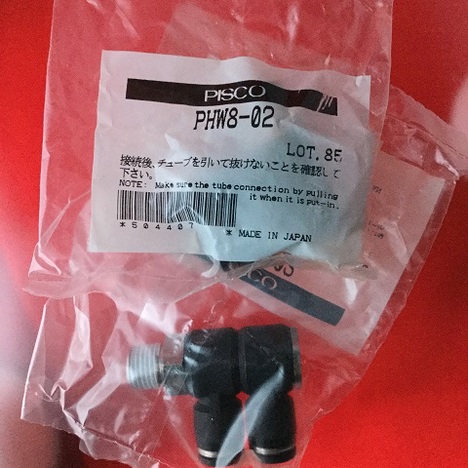 PISCO
PHW8-02
LOT.85
接続後、チューブを引いて抜けないことを確認して
下さい。
NOTE: Make sure the tube connection by pulling
it when it is put-in.
*504407*
MADE IN JAPAN
SCO